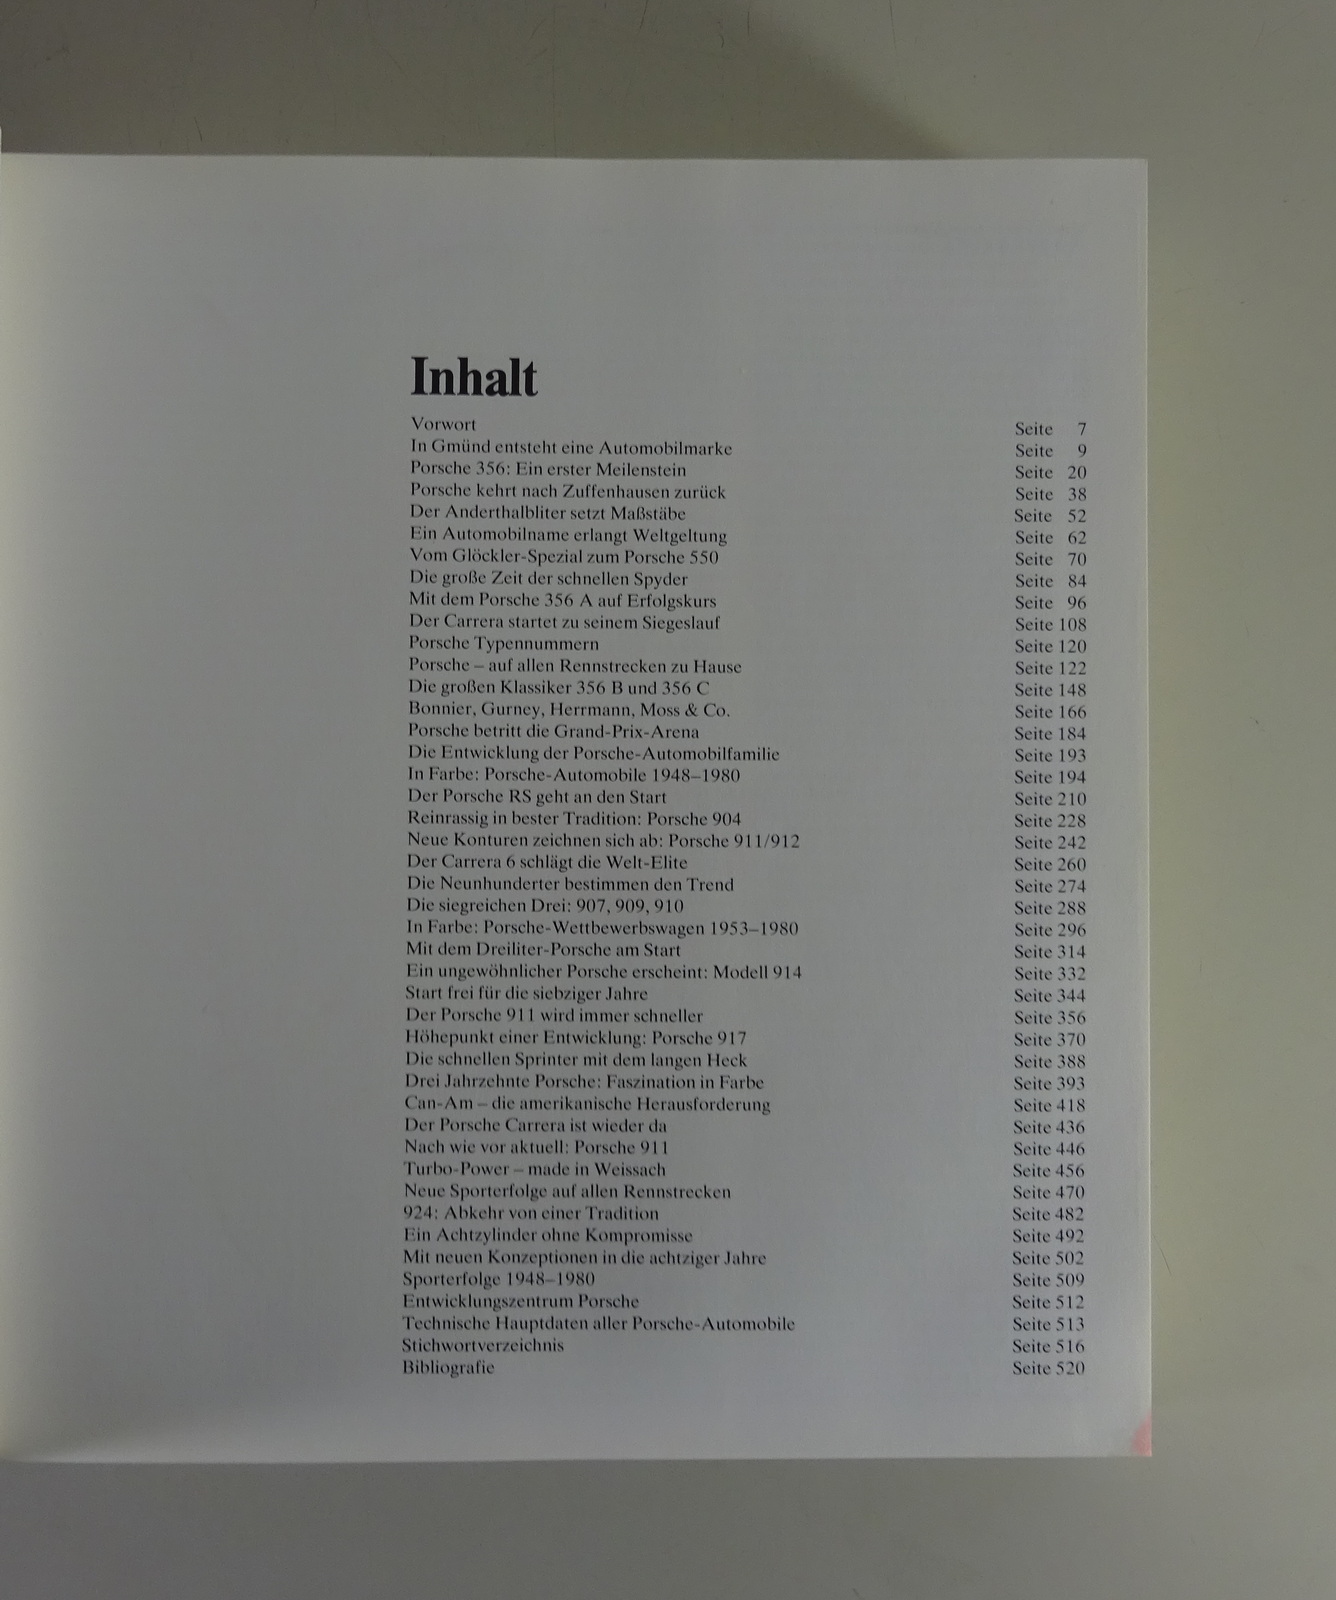 Inhalt
Vorwort Seite 7
In Gmünd entsteht eine Automobilmarke Seite 9
Porsche 356: Ein erster Meilenstein Seite 20
Porsche kehrt nach Zuffenhausen zurück Seite 38
Der Anderthalbliter setzt Maßstäbe Seite 52
Ein Automobilname erlangt Weltgeltung Seite 62
Vom Glöckler-Spezial zum Porsche 550 Seite 70
Die große Zeit der schnellen Spyder Seite 84
Mit dem Porsche 356 A auf Erfolgskurs Seite 96
Der Carrera startet zu seinem Siegeslauf Seite 108
Porsche Typennummern Seite 120
Porsche – auf allen Rennstrecken zu Hause Seite 122
Die großen Klassiker 356 B und 356 C Seite 148
Bonnier, Gurney, Herrmann, Moss & Co. Seite 166
Porsche betritt die Grand-Prix-Arena Seite 184
Die Entwicklung der Porsche-Automobilfamilie Seite 193
In Farbe: Porsche-Automobile 1948–1980 Seite 194
Der Porsche RS geht an den Start Seite 210
Reinrassig in bester Tradition: Porsche 904 Seite 228
Neue Konturen zeichnen sich ab: Porsche 911/912 Seite 242
Der Carrera 6 schlägt die Welt-Elite Seite 260
Die Neunhunderter bestimmen den Trend Seite 274
Die siegreichen Drei: 907, 909, 910 Seite 288
In Farbe: Porsche-Wettbewerbswagen 1953–1980 Seite 296
Mit dem Dreiliter-Porsche am Start Seite 314
Ein ungewöhnlicher Porsche erscheint: Modell 914 Seite 332
Start frei für die siebziger Jahre Seite 344
Der Porsche 911 wird immer schneller Seite 356
Höhepunkt einer Entwicklung: Porsche 917 Seite 370
Die schnellen Sprinter mit dem langen Heck Seite 388
Drei Jahrzehnte Porsche: Faszination in Farbe Seite 393
Can-Am – die amerikanische Herausforderung Seite 418
Der Porsche Carrera ist wieder da Seite 436
Nach wie vor aktuell: Porsche 911 Seite 446
Turbo-Power – made in Weissach Seite 456
Neue Sporterfolge auf allen Rennstrecken Seite 470
924: Abkehr von einer Tradition Seite 482
Ein Achtzylinder ohne Kompromisse Seite 492
Mit neuen Konzeptionen in die achtziger Jahre Seite 502
Sporterfolge 1948–1980 Seite 509
Entwicklungszentrum Porsche Seite 512
Technische Hauptdaten aller Porsche-Automobile Seite 513
Stichwortverzeichnis Seite 516
Bibliografie Seite 520